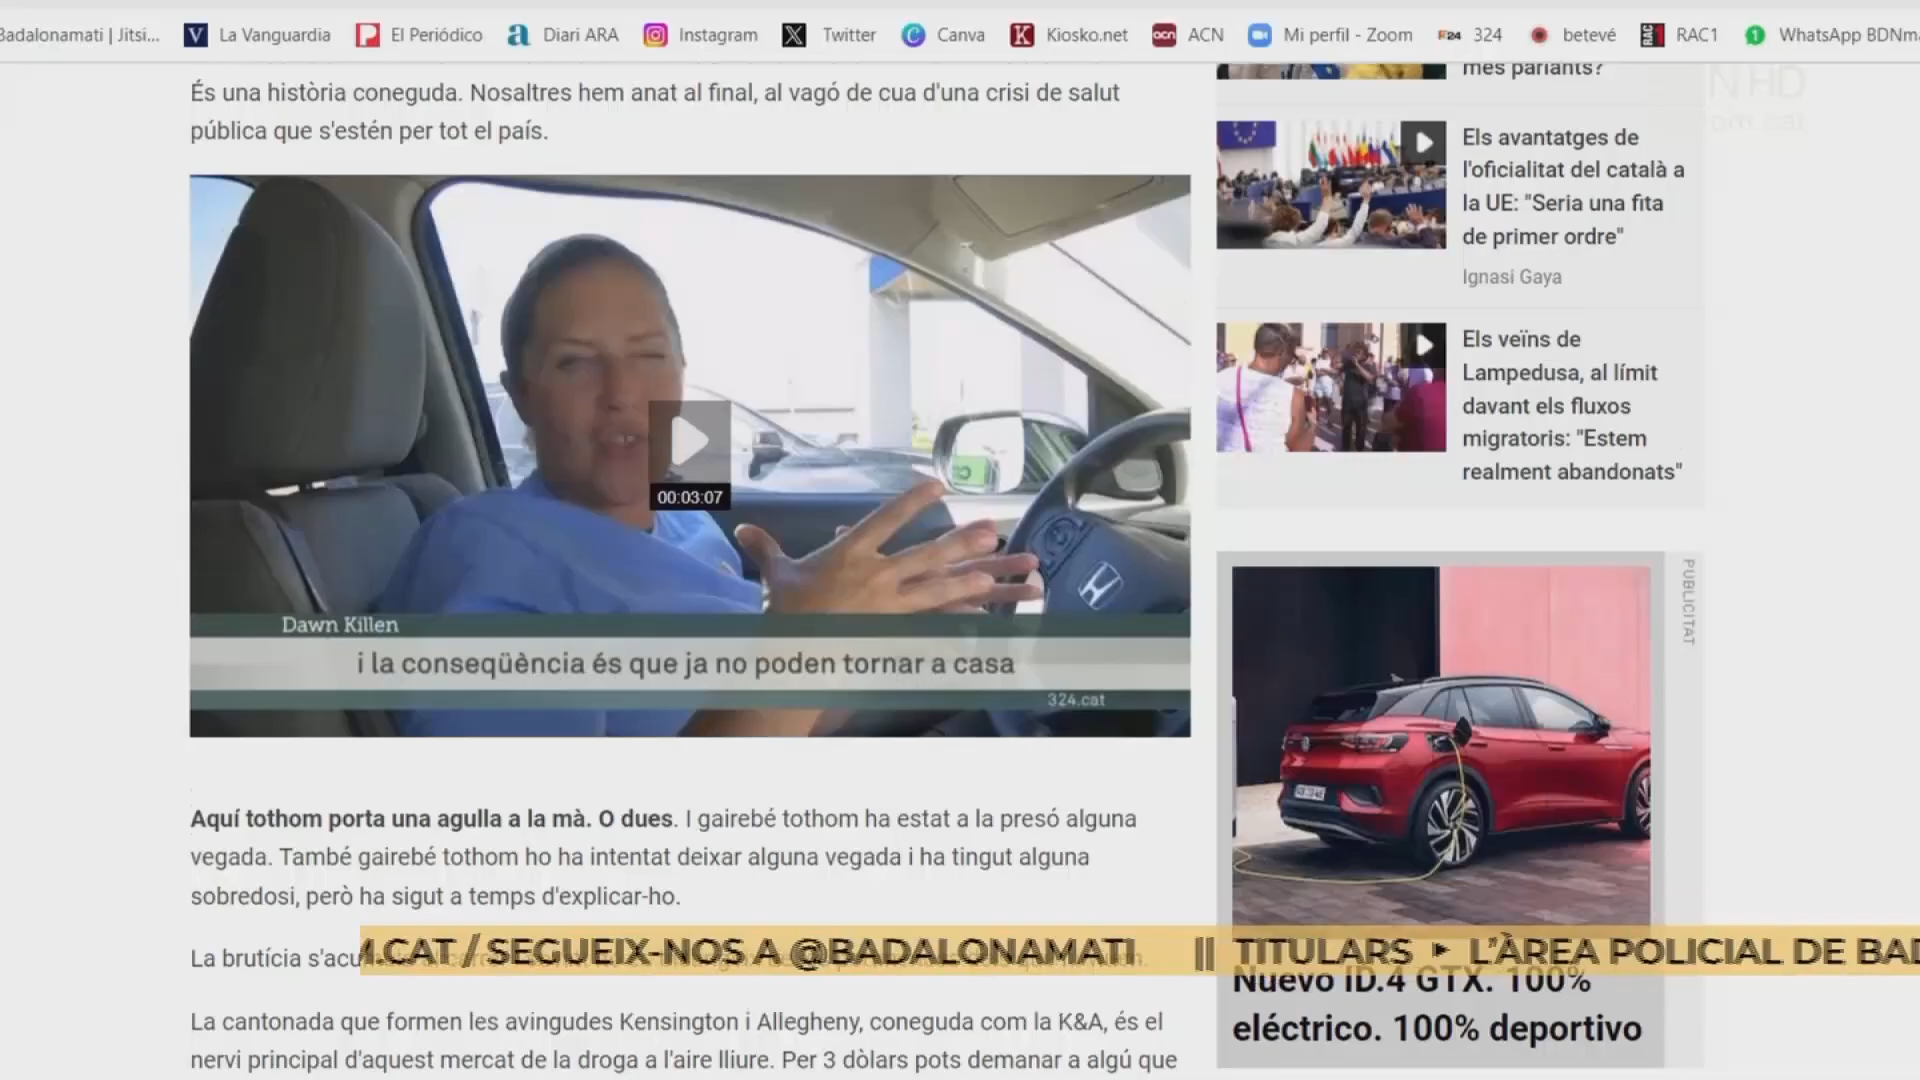 Badalonamati | Jitsi...
La Vanguardia
El Periódico
Diari ARA
Instagram
Twitter
Canva
Kiosko.net
ACN
Mi perfil - Zoom
324
betevé
RAC1
WhatsApp BDNma
És una història coneguda. Nosaltres hem anat al final, al vagó de cua d'una crisi de salut
pública que s'estén per tot el país.
00:03:07
Dawn Killen
i la conseqüència és que ja no poden tornar a casa
324.cat
Aquí tothom porta una agulla a la mà. O dues. I gairebé tothom ha estat a la presó alguna
vegada. També gairebé tothom ho ha intentat deixar alguna vegada i ha tingut alguna
sobredosi, però ha sigut a temps d'explicar-ho.
La brutícia s'acu
La cantonada que formen les avingudes Kensington i Allegheny, coneguda com la K&A, és el
nervi principal d'aquest mercat de la droga a l'aire lliure. Per 3 dòlars pots demanar a algú que
més pariants?
Els avantatges de
l'oficialitat del català a
la UE: "Seria una fita
de primer ordre"
Ignasi Gaya
Els veïns de
Lampedusa, al límit
davant els fluxos
migratoris: "Estem
realment abandonats"
PUBLICITAT
Nuevo ID.4 GTX. 100%
eléctrico. 100% deportivo
M.CAT / SEGUEIX-NOS A @BADALONAMATI || TITULARS ► L'ÀREA POLICIAL DE BAD
N HD